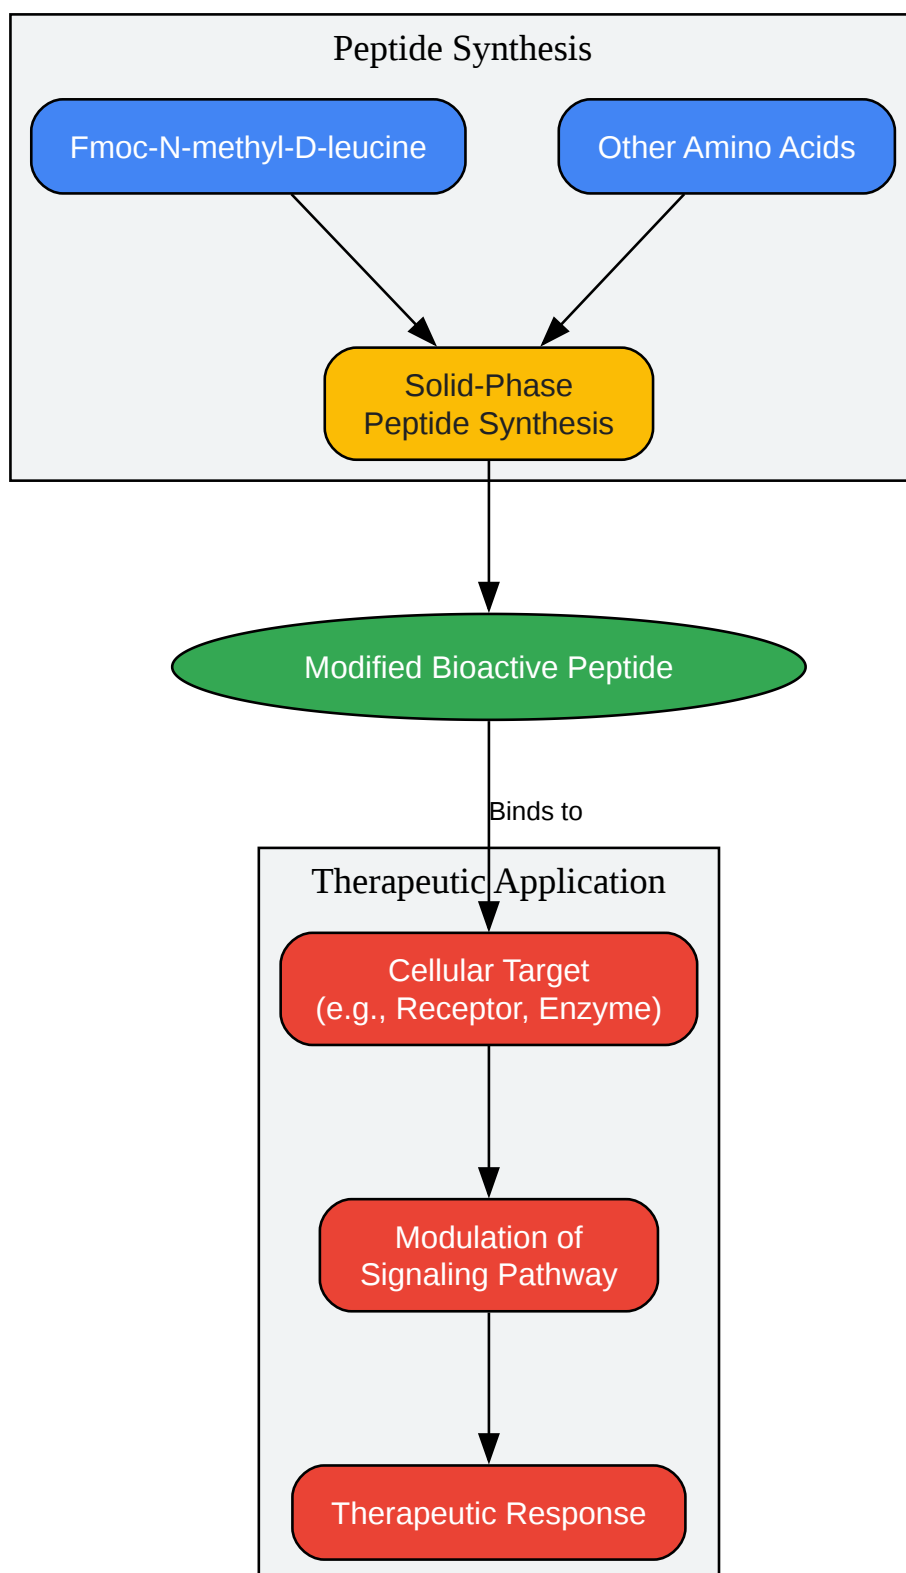 Peptide Synthesis
Fmoc-N-methyl-D-leucine
Other Amino Acids
Solid-Phase
Peptide Synthesis
Modified Bioactive Peptide
Binds to
Therapeutic Application
Cellular Target
(e.g., Receptor, Enzyme)
Modulation of
Signaling Pathway
Therapeutic Response